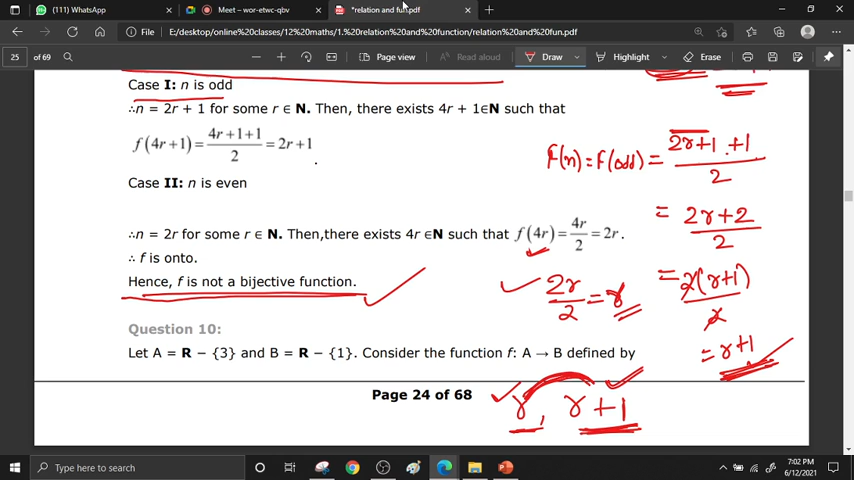 (111) WhatsApp
Meet – wor-etwc-qbv
*relation and fun.pdf
E:/desktop/online%20classes/12%20maths/1.%20relation%20and%20function/relation%20and%20fun.pdf
25 of 69
Page view
Read aloud
Draw
Highlight
Erase
Case I: n is odd
∴n = 2r + 1 for some r ∈ N. Then, there exists 4r + 1∈N such that
f(4r+1) = (4r+1+1)/2 = 2r+1
.
Case II: n is even
∴n = 2r for some r ∈ N. Then,there exists 4r ∈N such that f(4r) = 4r/2 = 2r.
∴ f is onto.
Hence, f is not a bijective function.
Question 10:
Let A = R – {3} and B = R – {1}. Consider the function f: A → B defined by
Page 24 of 68
f(n) = f(odd) = (2r+1 +1)/2
= (2r+2)/2
= 2(r+1)/2
= r+1
2r/2 = r
r, r+1
Type here to search
7:02 PM
6/12/2021